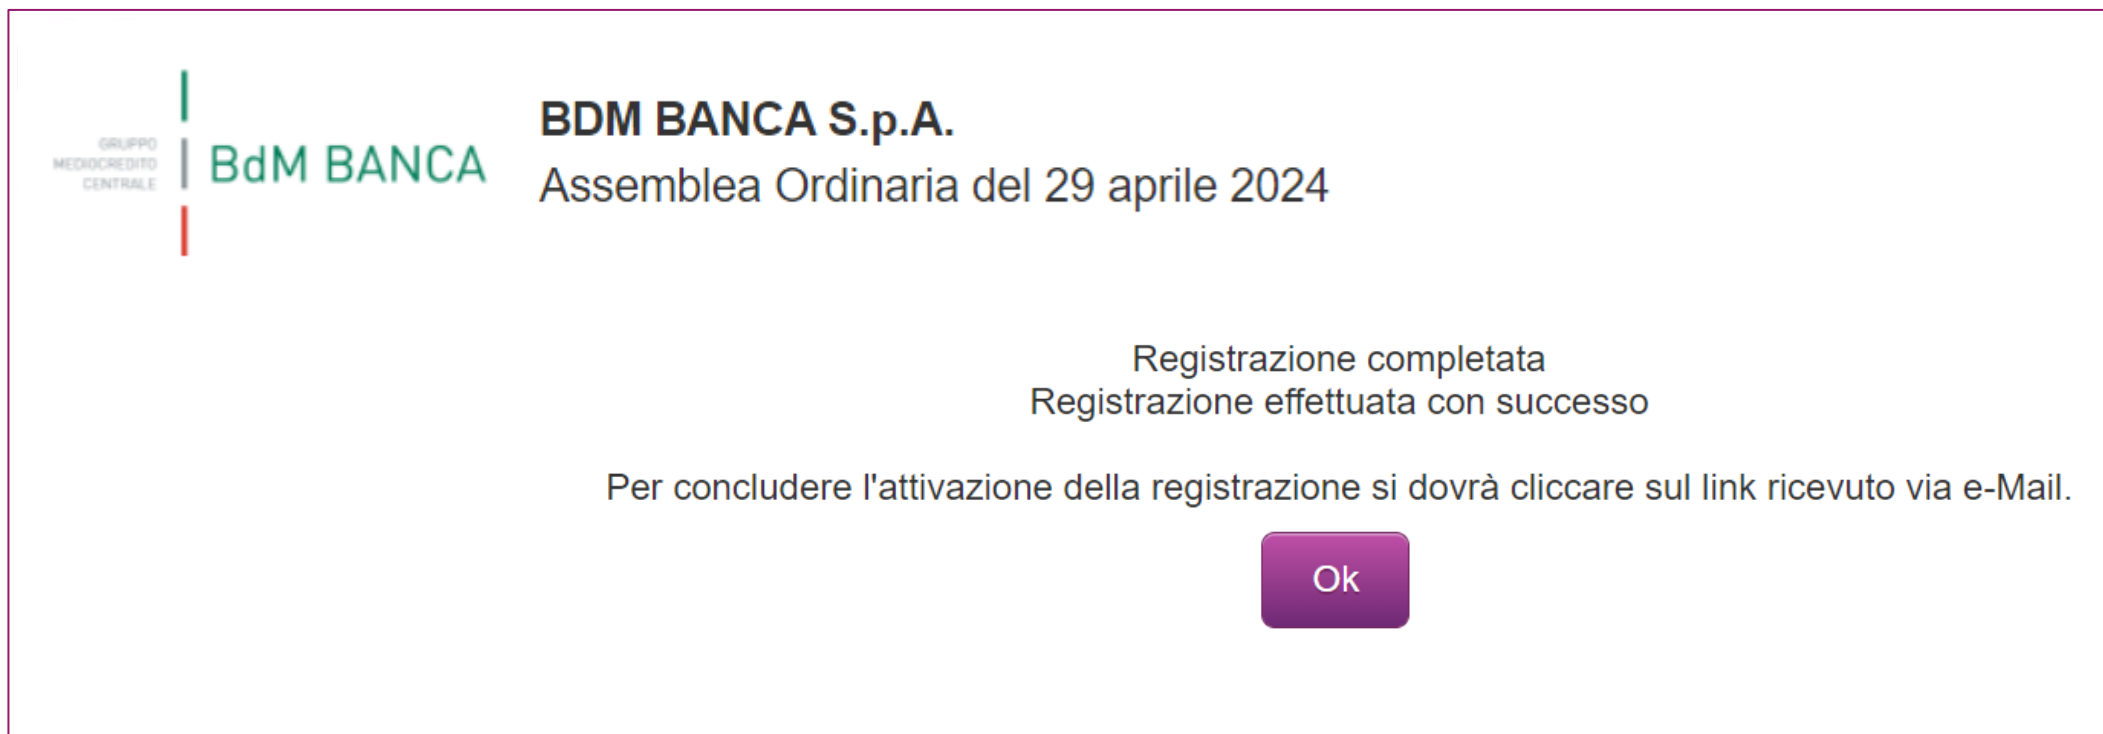 GRUPPO
MEDIOCREDITO
CENTRALE
BdM BANCA
BDM BANCA S.p.A.
Assemblea Ordinaria del 29 aprile 2024
Registrazione completata
Registrazione effettuata con successo
Per concludere l'attivazione della registrazione si dovrà cliccare sul link ricevuto via e-Mail.
Ok